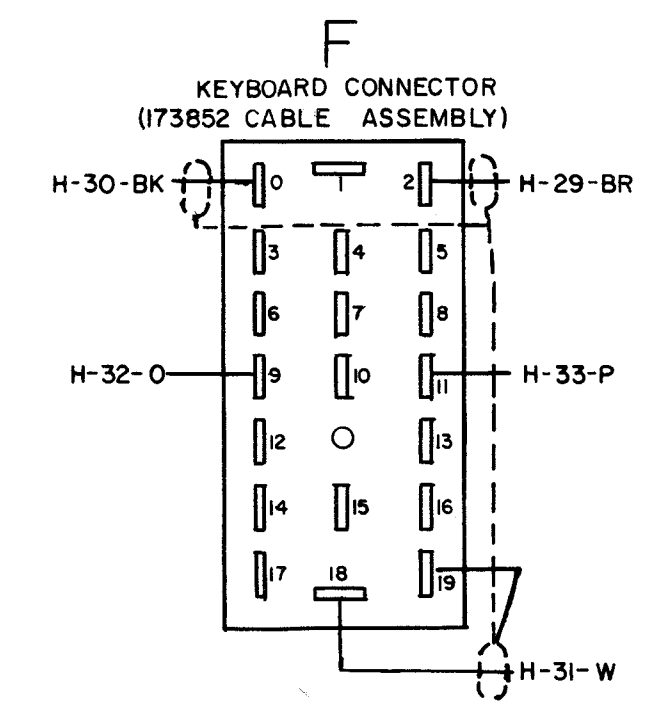 F
KEYBOARD CONNECTOR
(173852 CABLE ASSEMBLY)
H-30-BK 0 1 2 H-29-BR
3 4 5
6 7 8
H-32-O 9 10 11 H-33-P
12 13
14 15 16
17 18 19
H-31-W